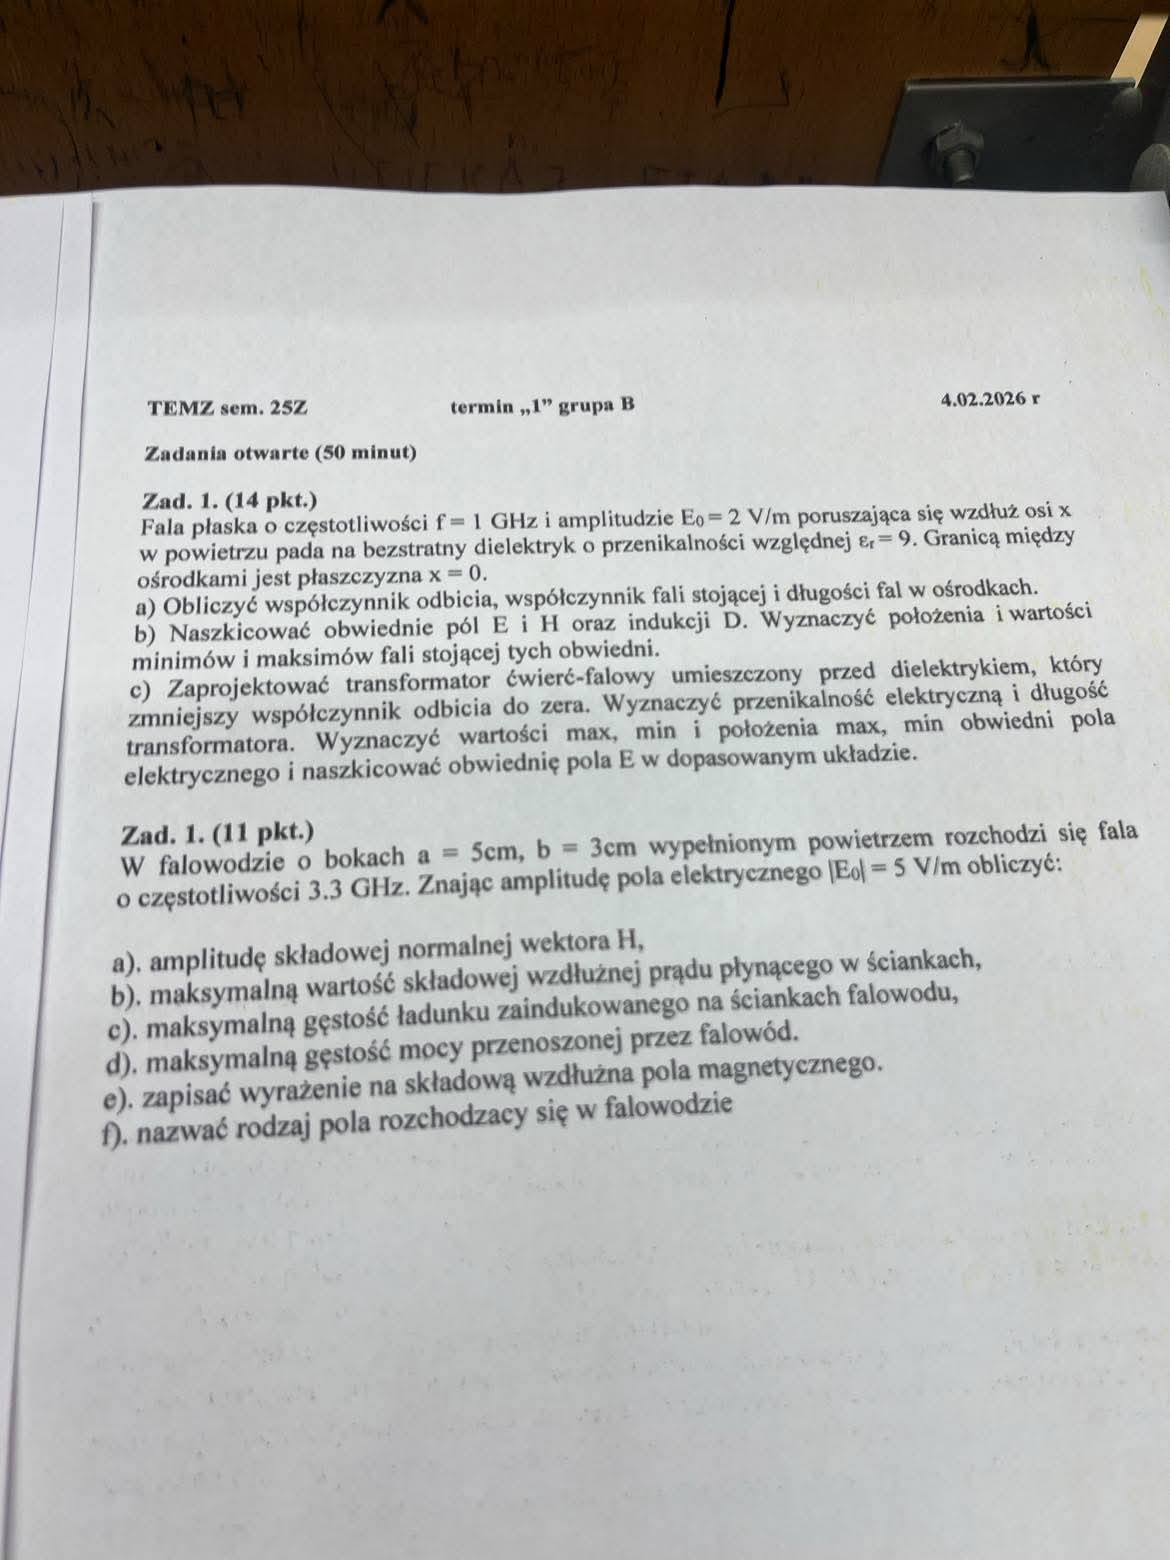 TEMZ sem. 25Z termin „1” grupa B 4.02.2026 r
Zadania otwarte (50 minut)
Zad. 1. (14 pkt.)
Fala płaska o częstotliwości f = 1 GHz i amplitudzie E0 = 2 V/m poruszająca się wzdłuż osi x
w powietrzu pada na bezstratny dielektryk o przenikalności względnej εr = 9. Granicą między
ośrodkami jest płaszczyzna x = 0.
a) Obliczyć współczynnik odbicia, współczynnik fali stojącej i długości fal w ośrodkach.
b) Naszkicować obwiednie pól E i H oraz indukcji D. Wyznaczyć położenia i wartości
minimów i maksimów fali stojącej tych obwiedni.
c) Zaprojektować transformator ćwierć-falowy umieszczony przed dielektrykiem, który
zmniejszy współczynnik odbicia do zera. Wyznaczyć przenikalność elektryczną i długość
transformatora. Wyznaczyć wartości max, min i położenia max, min obwiedni pola
elektrycznego i naszkicować obwiednię pola E w dopasowanym układzie.
Zad. 1. (11 pkt.)
W falowodzie o bokach a = 5cm, b = 3cm wypełnionym powietrzem rozchodzi się fala
o częstotliwości 3.3 GHz. Znając amplitudę pola elektrycznego |E0| = 5 V/m obliczyć:
a). amplitudę składowej normalnej wektora H,
b). maksymalną wartość składowej wzdłużnej prądu płynącego w ściankach,
c). maksymalną gęstość ładunku zaindukowanego na ściankach falowodu,
d). maksymalną gęstość mocy przenoszonej przez falowód.
e). zapisać wyrażenie na składową wzdłużna pola magnetycznego.
f). nazwać rodzaj pola rozchodzacy się w falowodzie